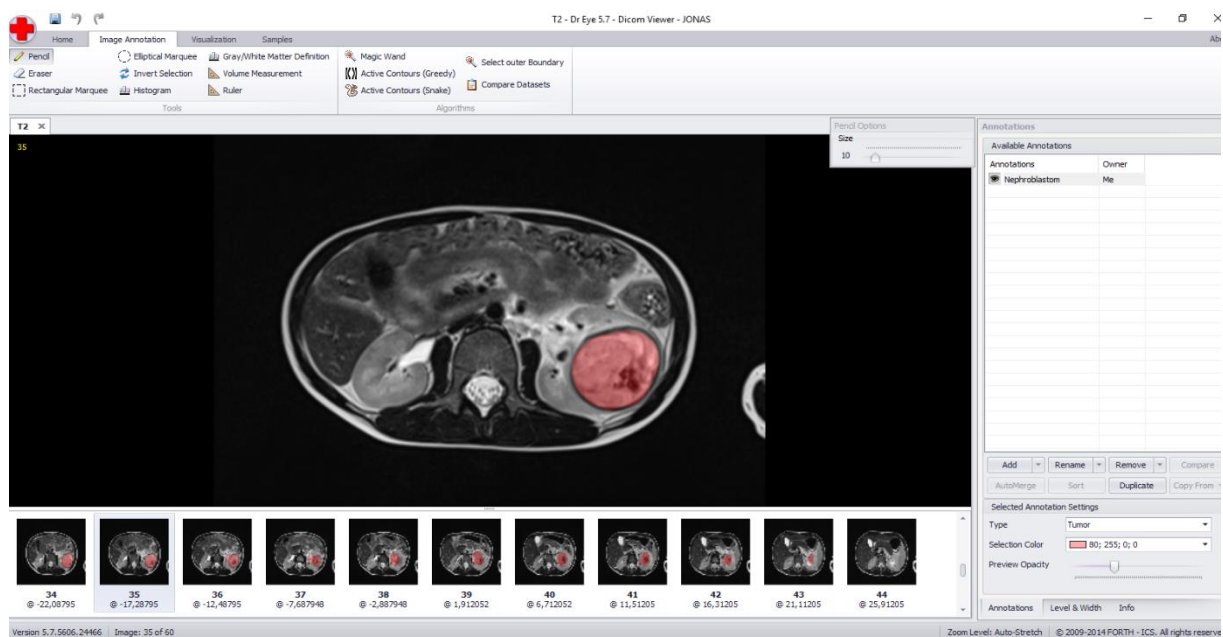 T2 - Dr Eye 5.7 - Dicom Viewer - JONAS
Home Image Annotation Visualization Samples
Pencil Elliptical Marquee Gray/White Matter Definition Magic Wand Select outer Boundary
Eraser Invert Selection Volume Measurement Active Contours (Greedy) Compare Datasets
Rectangular Marquee Histogram Ruler Active Contours (Snake)
Tools Algorithms
T2
35
Pencil Options
Size
10
Annotations
Available Annotations
Annotations Owner
Nephroblastom Me
Add Rename Remove Compare
AutoMerge Sort Duplicate Copy From
Selected Annotation Settings
Type Tumor
Selection Color 80; 255; 0; 0
Preview Opacity
34 35 36 37 38 39 40 41 42 43 44
@ -22,08795 @ -17,28795 @ -12,48795 @ -7,687948 @ -2,887948 @ 1,912052 @ 6,712052 @ 11,51205 @ 16,31205 @ 21,11205 @ 25,91205
Annotations Level & Width Info
Version 5.7.5606.24466 Image: 35 of 60 Zoom Level: Auto-Stretch © 2009-2014 FORTH - ICS. All rights reserve